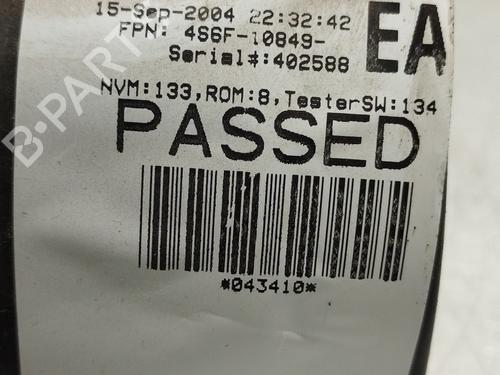 15-Sep-2004 22:32:42
FPN: 4S6F-10849-
EA
Serial#:402588
NVM:133,ROM:8,TesterSW:134
PASSED
*043410*
B-PARTS